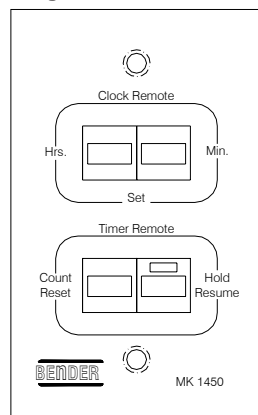 Clock Remote
Hrs.
Min.
Set
Timer Remote
Count
Reset
Hold
Resume
BENDER
MK 1450